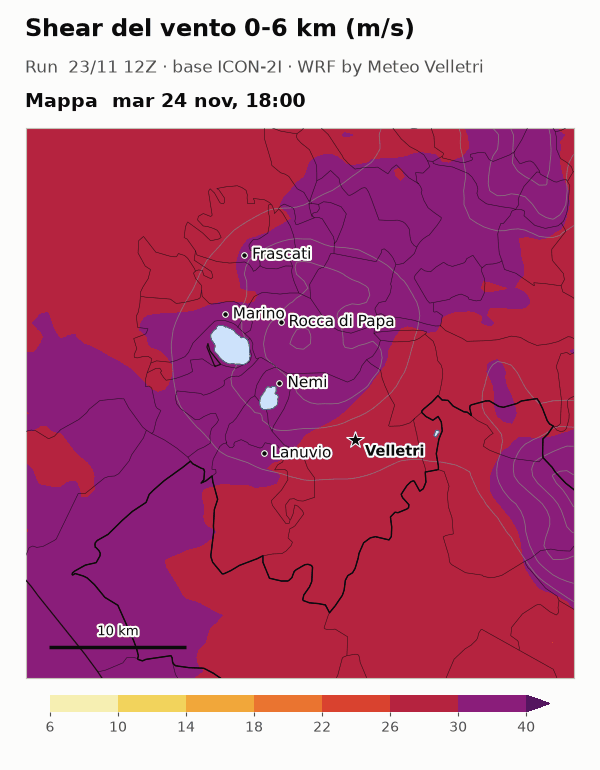 Shear del vento 0-6 km (m/s)
Run  23/11 12Z · base ICON-2I · WRF by Meteo Velletri
Mappa  mar 24 nov, 18:00
Frascati
Marino
Rocca di Papa
Nemi
Velletri
Lanuvio
10 km
6 10 14 18 22 26 30 40